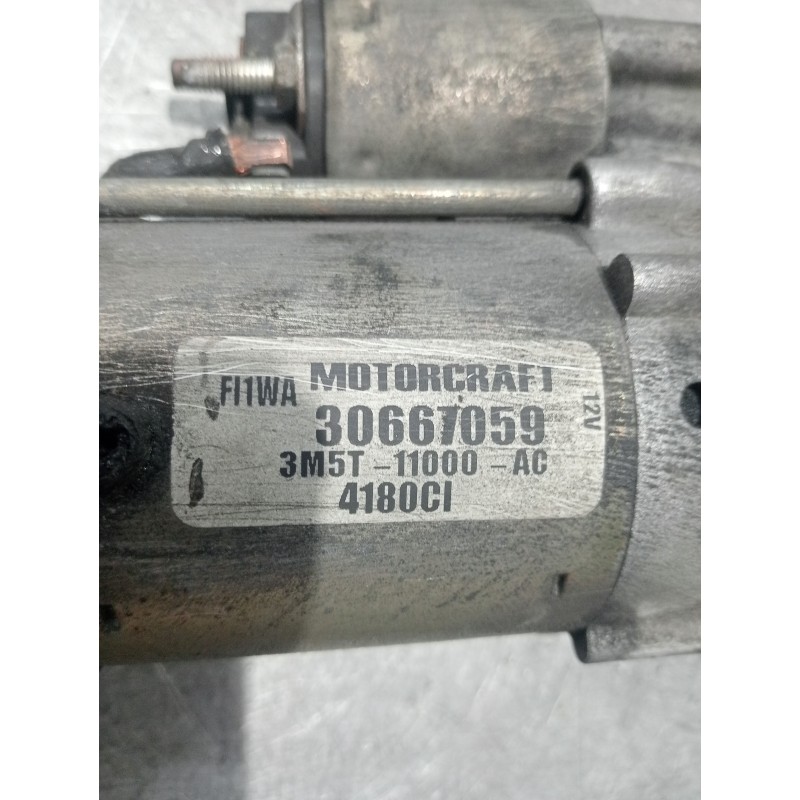 FI1WA MOTORCRAFT
30667059
3M5T-11000-AC
4180CI
12V